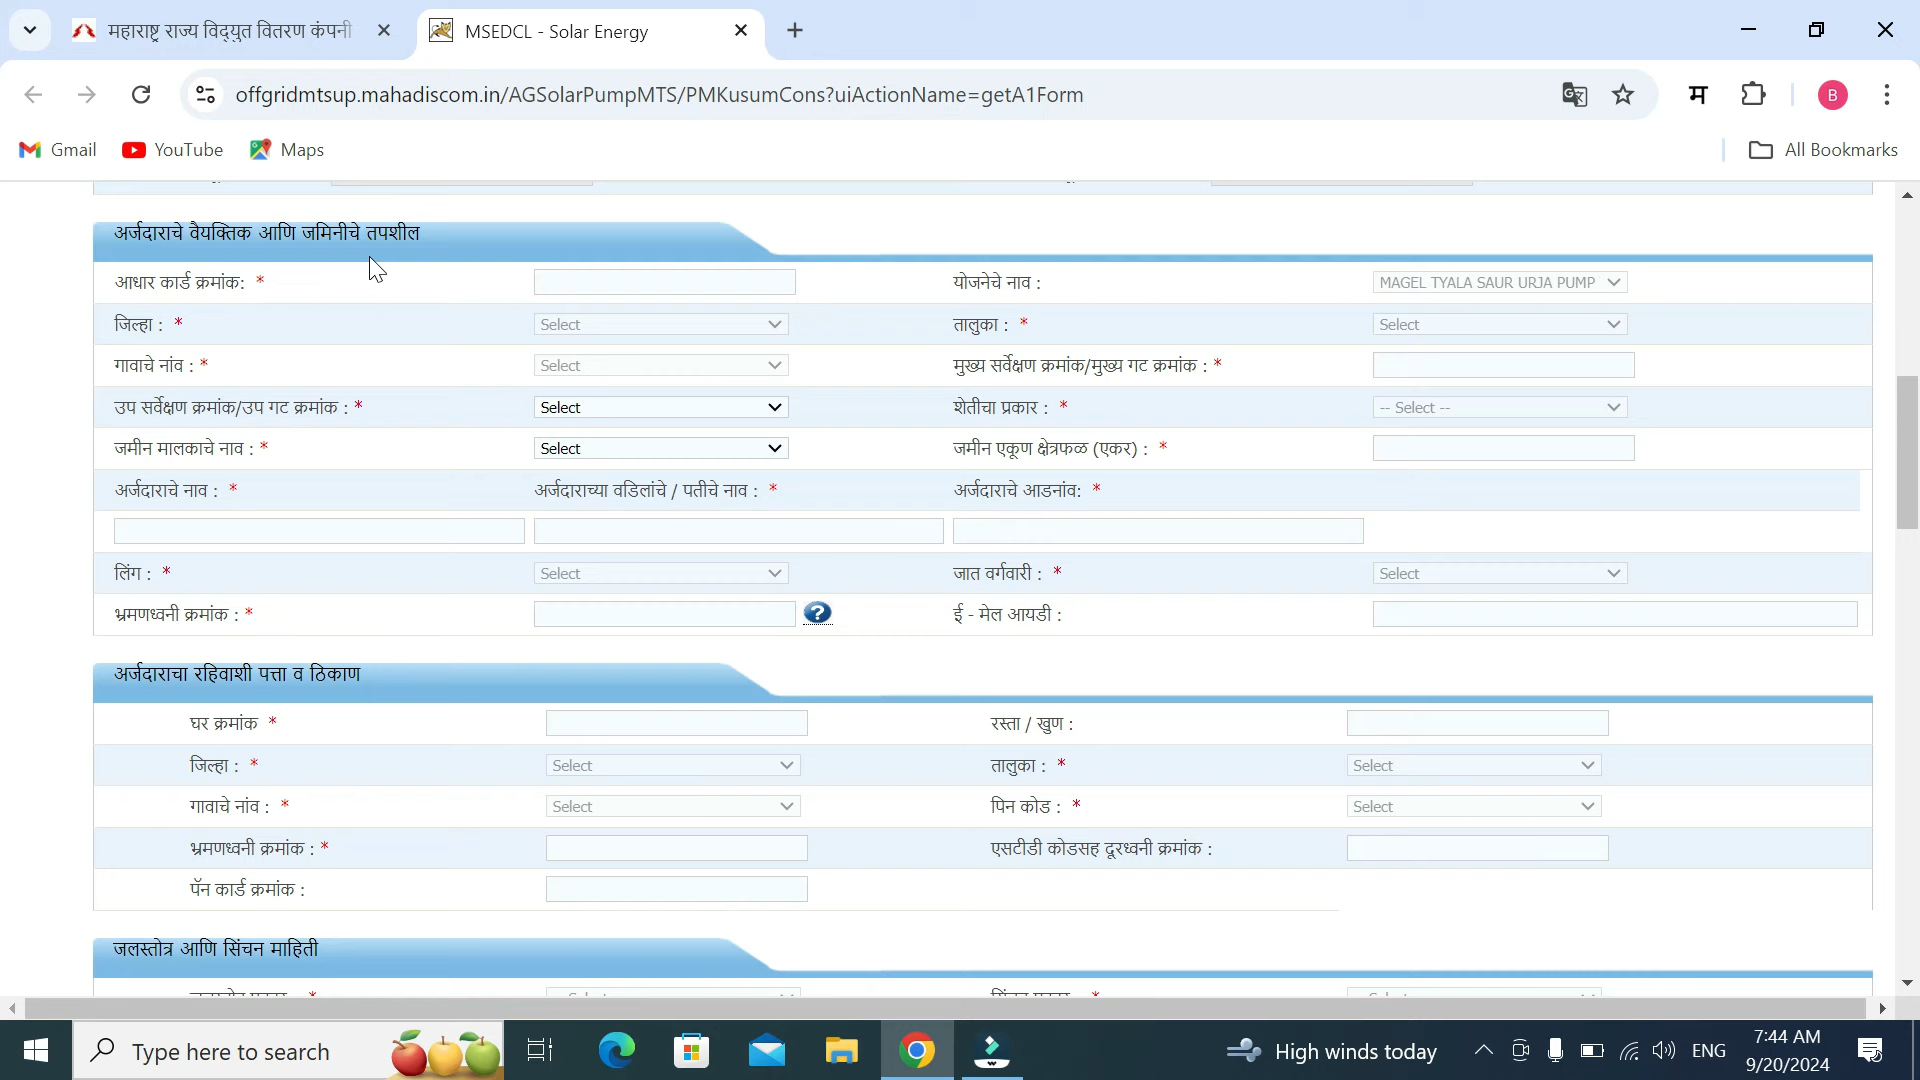 महाराष्ट्र राज्य विद्युत वितरण कंपनी
MSEDCL - Solar Energy
offgridmtsup.mahadiscom.in/AGSolarPumpMTS/PMKusumCons?uiActionName=getA1Form
म
B
Gmail YouTube Maps All Bookmarks
अर्जदाराचे वैयक्तिक आणि जमिनीचे तपशील
आधार कार्ड क्रमांक: * योजनेचे नाव : MAGEL TYALA SAUR URJA PUMP
जिल्हा : * Select तालुका : * Select
गावाचे नांव : * Select मुख्य सर्वेक्षण क्रमांक/मुख्य गट क्रमांक : *
उप सर्वेक्षण क्रमांक/उप गट क्रमांक : * Select शेतीचा प्रकार : * -- Select --
जमीन मालकाचे नाव : * Select जमीन एकूण क्षेत्रफळ (एकर) : *
अर्जदाराचे नाव : * अर्जदाराच्या वडिलांचे / पतीचे नाव : * अर्जदाराचे आडनांव: *
लिंग : * Select जात वर्गवारी : * Select
भ्रमणध्वनी क्रमांक : * ? ई - मेल आयडी :
अर्जदाराचा रहिवाशी पत्ता व ठिकाण
घर क्रमांक * रस्ता / खुण :
जिल्हा : * Select तालुका : * Select
गावाचे नांव : * Select पिन कोड : * Select
भ्रमणध्वनी क्रमांक : * एसटीडी कोडसह दूरध्वनी क्रमांक :
पॅन कार्ड क्रमांक :
जलस्तोत्र आणि सिंचन माहिती
Type here to search
High winds today
ENG
7:44 AM
9/20/2024